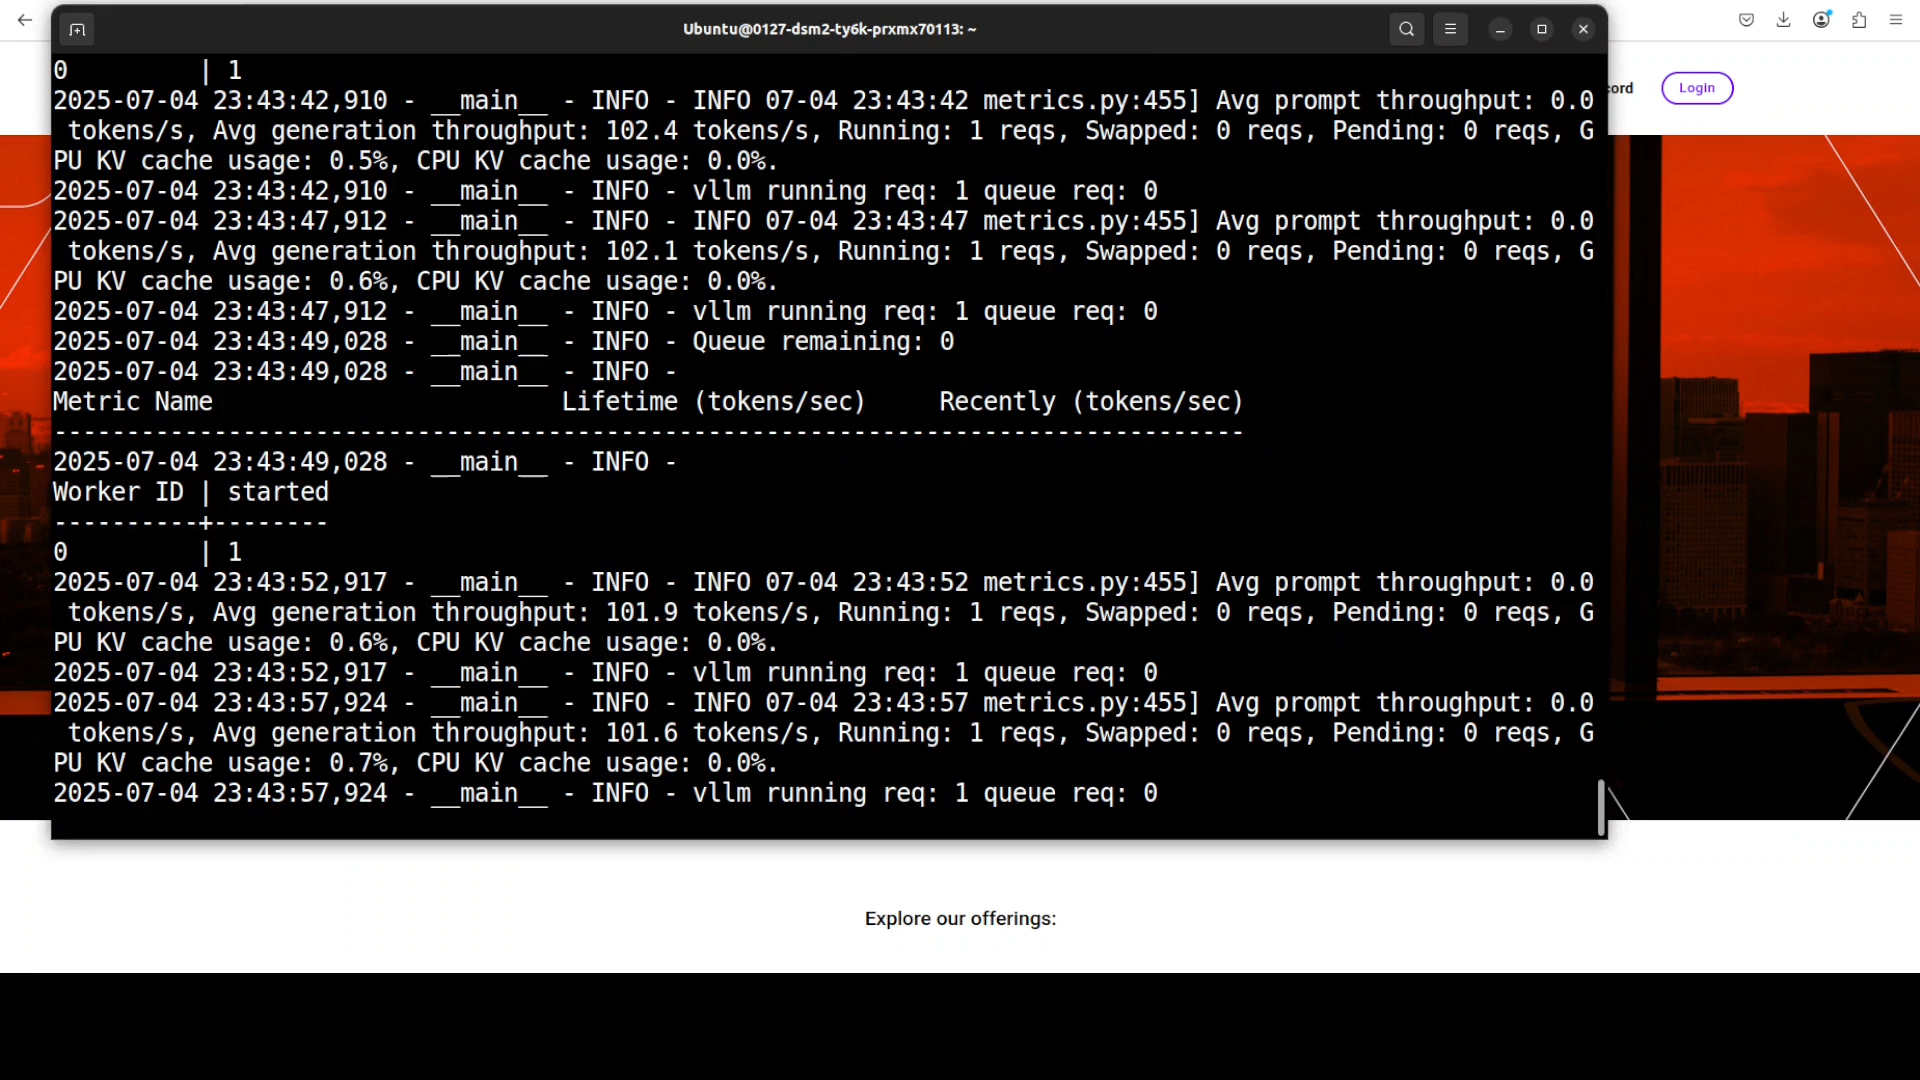 Ubuntu@0127-dsm2-ty6k-prxmx70113: ~
cord
Login
0         | 1
2025-07-04 23:43:42,910 - __main__ - INFO - INFO 07-04 23:43:42 metrics.py:455] Avg prompt throughput: 0.0
 tokens/s, Avg generation throughput: 102.4 tokens/s, Running: 1 reqs, Swapped: 0 reqs, Pending: 0 reqs, G
PU KV cache usage: 0.5%, CPU KV cache usage: 0.0%.
2025-07-04 23:43:42,910 - __main__ - INFO - vllm running req: 1 queue req: 0
2025-07-04 23:43:47,912 - __main__ - INFO - INFO 07-04 23:43:47 metrics.py:455] Avg prompt throughput: 0.0
 tokens/s, Avg generation throughput: 102.1 tokens/s, Running: 1 reqs, Swapped: 0 reqs, Pending: 0 reqs, G
PU KV cache usage: 0.6%, CPU KV cache usage: 0.0%.
2025-07-04 23:43:47,912 - __main__ - INFO - vllm running req: 1 queue req: 0
2025-07-04 23:43:49,028 - __main__ - INFO - Queue remaining: 0
2025-07-04 23:43:49,028 - __main__ - INFO -
Metric Name                        Lifetime (tokens/sec)     Recently (tokens/sec)
----------------------------------------------------------------------------------
2025-07-04 23:43:49,028 - __main__ - INFO -
Worker ID | started
----------+--------
0         | 1
2025-07-04 23:43:52,917 - __main__ - INFO - INFO 07-04 23:43:52 metrics.py:455] Avg prompt throughput: 0.0
 tokens/s, Avg generation throughput: 101.9 tokens/s, Running: 1 reqs, Swapped: 0 reqs, Pending: 0 reqs, G
PU KV cache usage: 0.6%, CPU KV cache usage: 0.0%.
2025-07-04 23:43:52,917 - __main__ - INFO - vllm running req: 1 queue req: 0
2025-07-04 23:43:57,924 - __main__ - INFO - INFO 07-04 23:43:57 metrics.py:455] Avg prompt throughput: 0.0
 tokens/s, Avg generation throughput: 101.6 tokens/s, Running: 1 reqs, Swapped: 0 reqs, Pending: 0 reqs, G
PU KV cache usage: 0.7%, CPU KV cache usage: 0.0%.
2025-07-04 23:43:57,924 - __main__ - INFO - vllm running req: 1 queue req: 0
Explore our offerings: